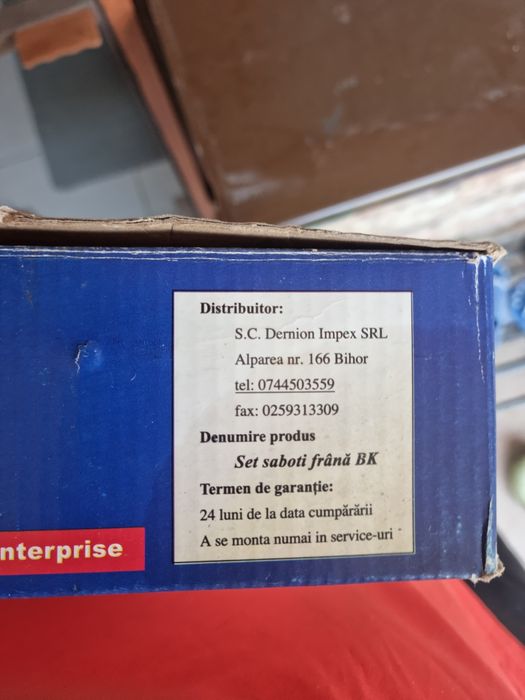 Distribuitor:
S.C. Dernion Impex SRL
Alparea nr. 166 Bihor
tel: 0744503559
fax: 0259313309
Denumire produs
Set saboti frână BK
Termen de garanție:
24 luni de la data cumpărării
A se monta numai in service-uri
nterprise